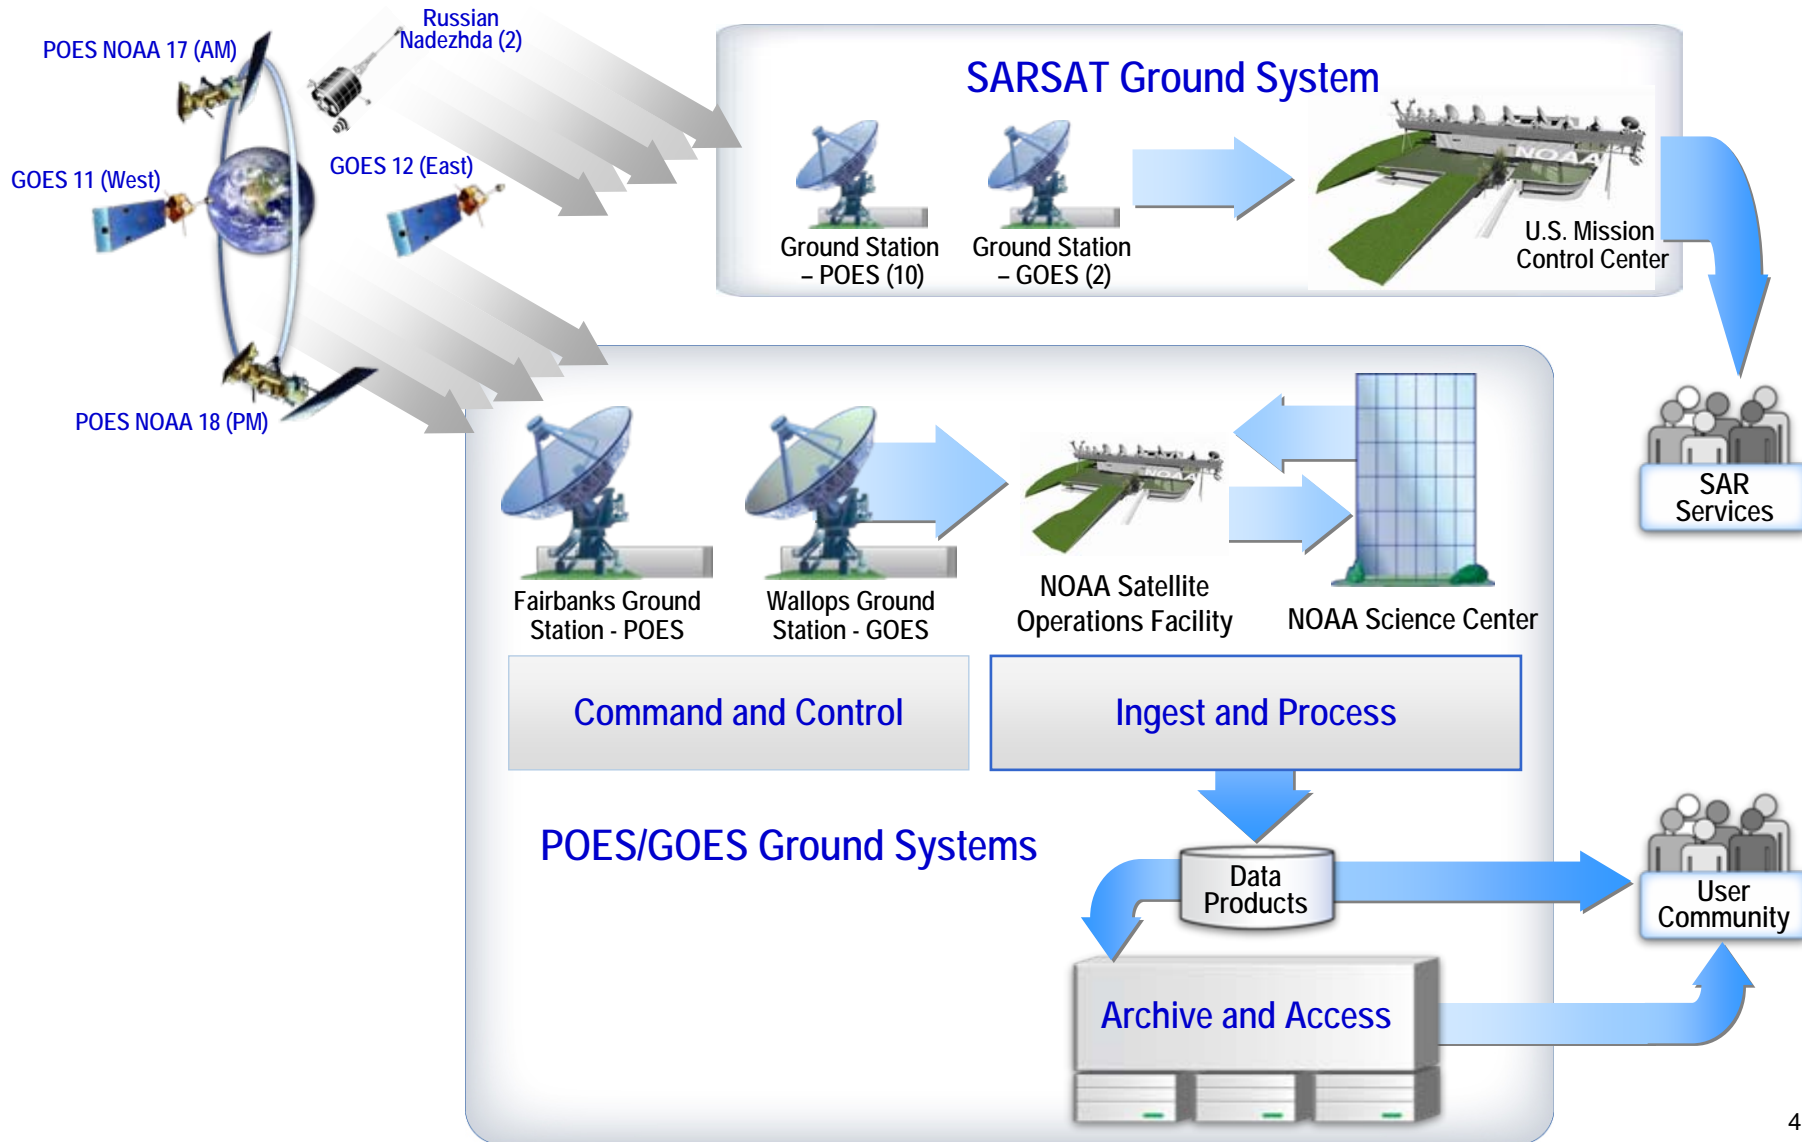 Russian
Nadezhda (2)
POES NOAA 17 (AM)
GOES 11 (West)
GOES 12 (East)
POES NOAA 18 (PM)
SARSAT Ground System
NOAA
Ground Station
– POES (10)
Ground Station
– GOES (2)
U.S. Mission
Control Center
SAR
Services
NOAA
Fairbanks Ground
Station - POES
Wallops Ground
Station - GOES
NOAA Satellite
Operations Facility
NOAA Science Center
Command and Control
Ingest and Process
POES/GOES Ground Systems
Data
Products
User
Community
Archive and Access
4